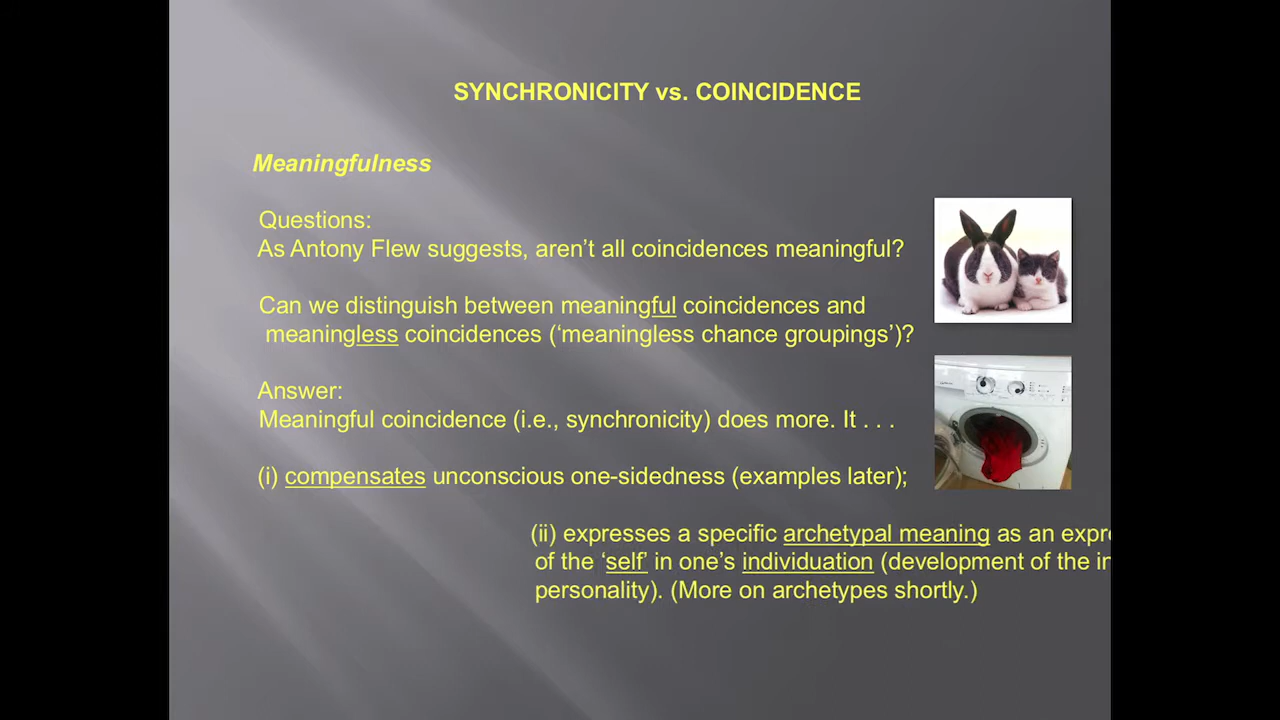 SYNCHRONICITY vs. COINCIDENCE
Meaningfulness
Questions:
As Antony Flew suggests, aren’t all coincidences meaningful?
Can we distinguish between meaningful coincidences and
meaningless coincidences (‘meaningless chance groupings’)?
Answer:
Meaningful coincidence (i.e., synchronicity) does more. It . . .
(i) compensates unconscious one-sidedness (examples later);
(ii) expresses a specific archetypal meaning as an
of the ‘self’ in one’s individuation (development of the
personality). (More on archetypes shortly.)